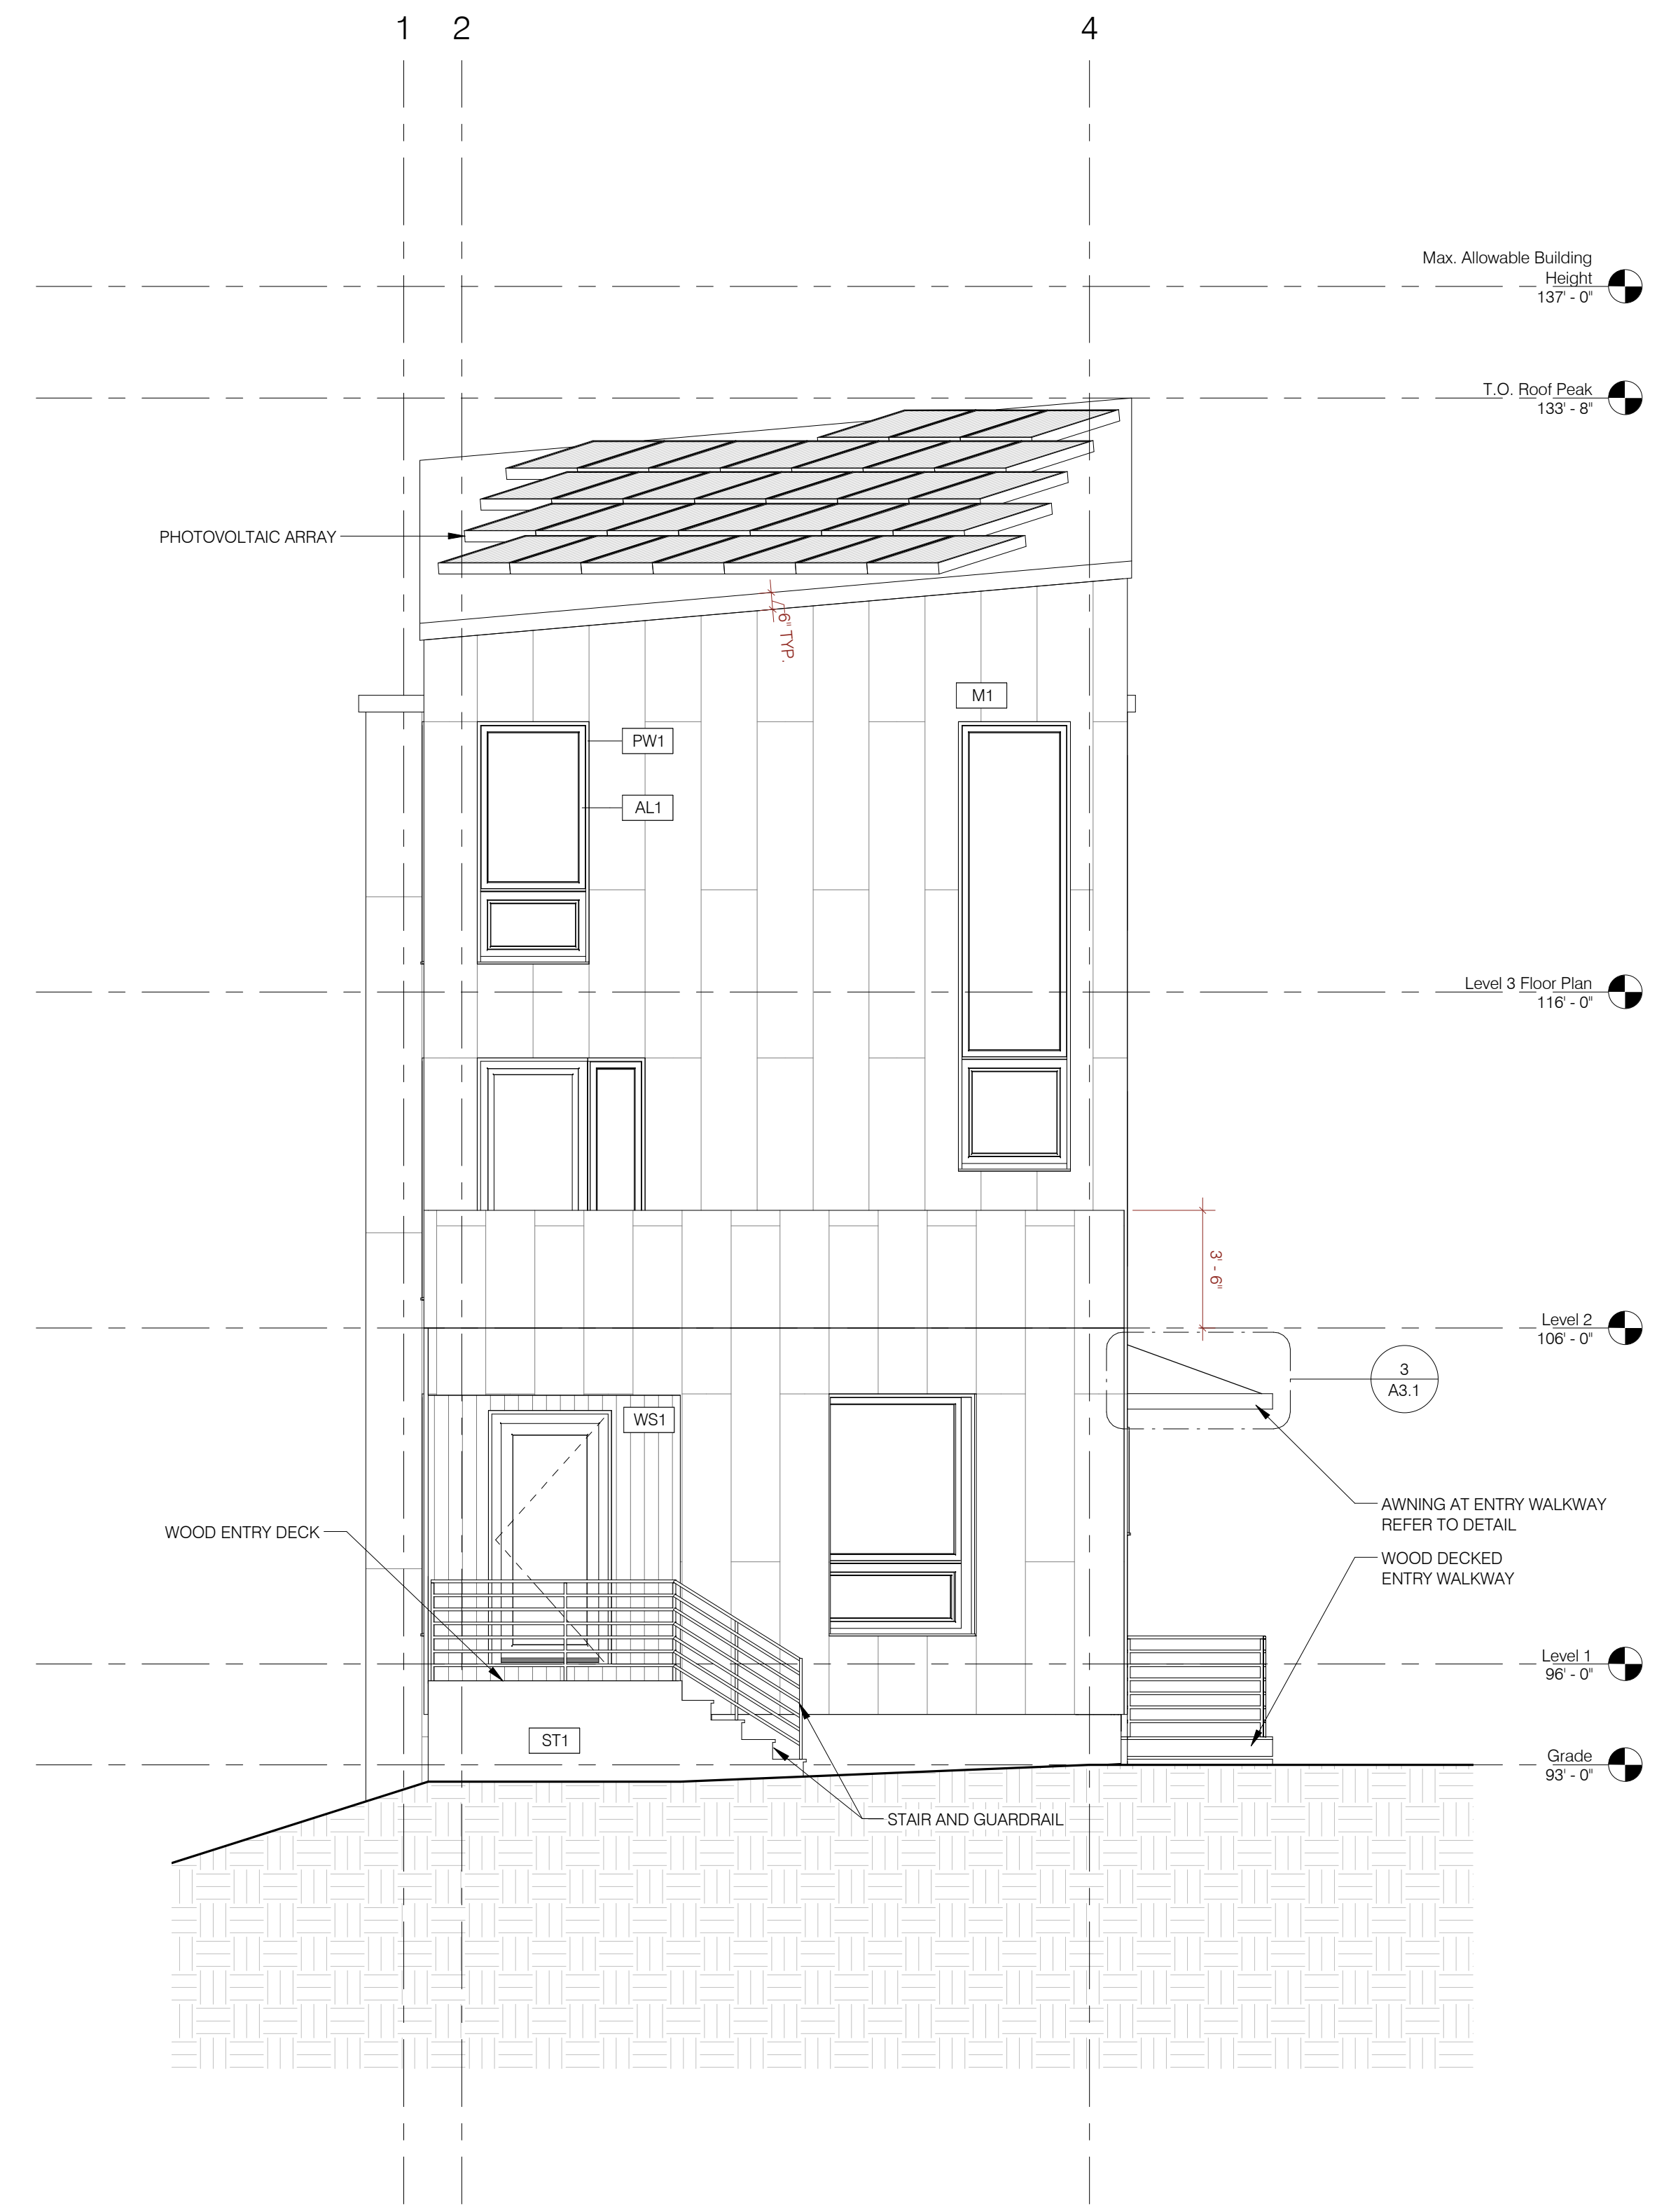 1
2
4
Max. Allowable Building
Height
137' - 0"
T.O. Roof Peak
133' - 8"
PHOTOVOLTAIC ARRAY
6" TYP.
M1
PW1
AL1
Level 3 Floor Plan
116' - 0"
3' - 6"
Level 2
106' - 0"
3
A3.1
WS1
AWNING AT ENTRY WALKWAY
REFER TO DETAIL
WOOD ENTRY DECK
WOOD DECKED
ENTRY WALKWAY
Level 1
96' - 0"
ST1
Grade
93' - 0"
STAIR AND GUARDRAIL